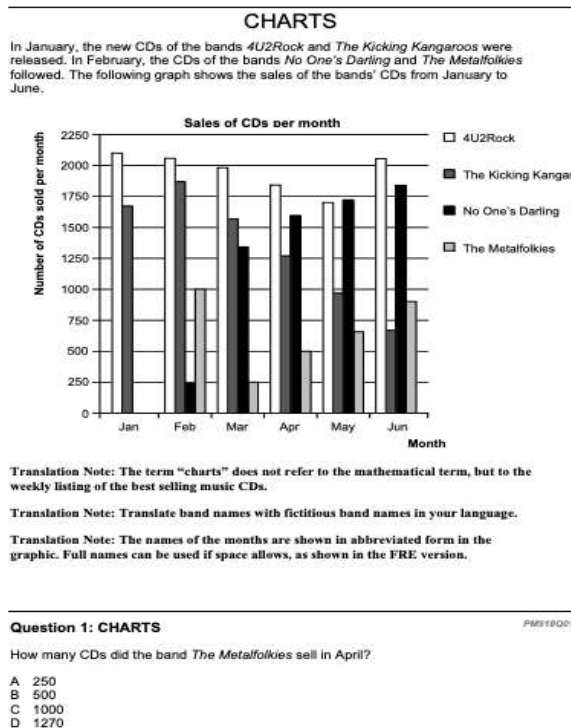 CHARTS
In January, the new CDs of the bands 4U2Rock and The Kicking Kangaroos were
released. In February, the CDs of the bands No One's Darling and The Metalfolkies
followed. The following graph shows the sales of the bands' CDs from January to
June.
Sales of CDs per month
Number of CDs sold per month
2250
2000
1750
1500
1250
1000
750
500
250
0
Jan Feb Mar Apr May Jun
Month
4U2Rock
The Kicking Kangar
No One's Darling
The Metalfolkies
Translation Note: The term “charts” does not refer to the mathematical term, but to the
weekly listing of the best selling music CDs.
Translation Note: Translate band names with fictitious band names in your language.
Translation Note: The names of the months are shown in abbreviated form in the
graphic. Full names can be used if space allows, as shown in the FRE version.
Question 1: CHARTS
How many CDs did the band The Metalfolkies sell in April?
A 250
B 500
C 1000
D 1270